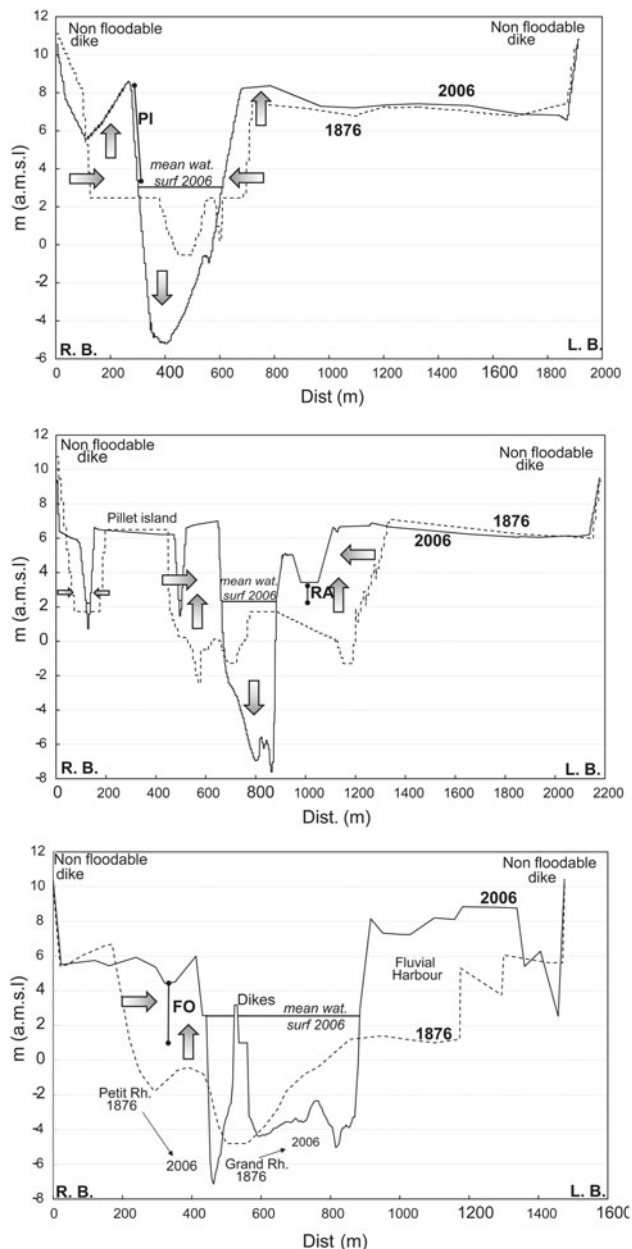 12
Non floodable
dike
Non floodable
dike
10
8
2006
PI
1876
6
m (a.m.s.l)
4
mean wat.
surf 2006
2
0
-2
-4
R. B.
L. B.
-6
0 200 400 600 800 1000 1200 1400 1600 1800 2000
Dist (m)
12
Non floodable
dike
Non floodable
dike
10
8
Pillet island
1876
2006
6
m (a.m.s.l)
4
mean wat.
surf 2006
RA
2
0
-2
-4
-6
R. B.
L. B.
-8
0 200 400 600 800 1000 1200 1400 1600 1800 2000 2200
Dist. (m)
12
Non floodable
dike
Non floodable
dike
10
2006
8
6
Fluvial
Harbour
m (a.m.s.l)
4
FO
Dikes
mean wat.
surf 2006
2
1876
0
-2
Petit Rh.
1876
-4
2006
2006
Grand Rh.
1876
-6
R. B.
L. B.
-8
0 200 400 600 800 1000 1200 1400 1600
Dist (m)